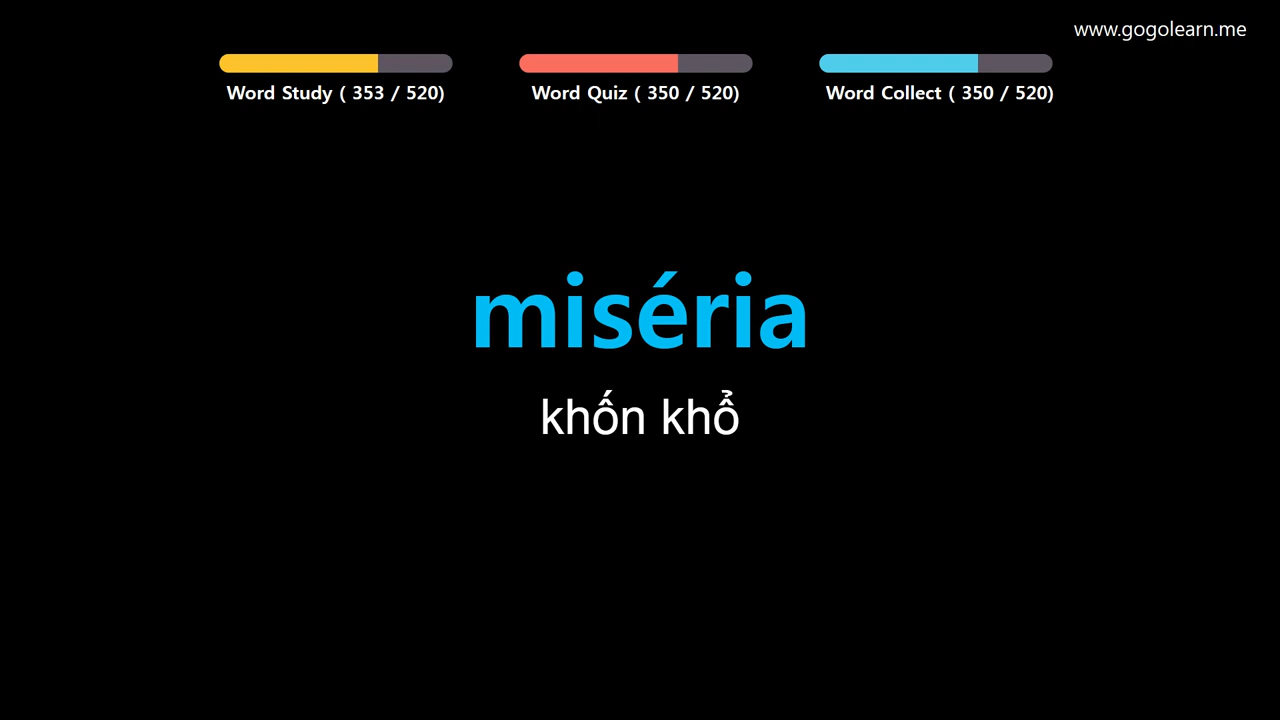 www.gogolearn.me
Word Study ( 353 / 520)
Word Quiz ( 350 / 520)
Word Collect ( 350 / 520)
miséria
khốn khổ